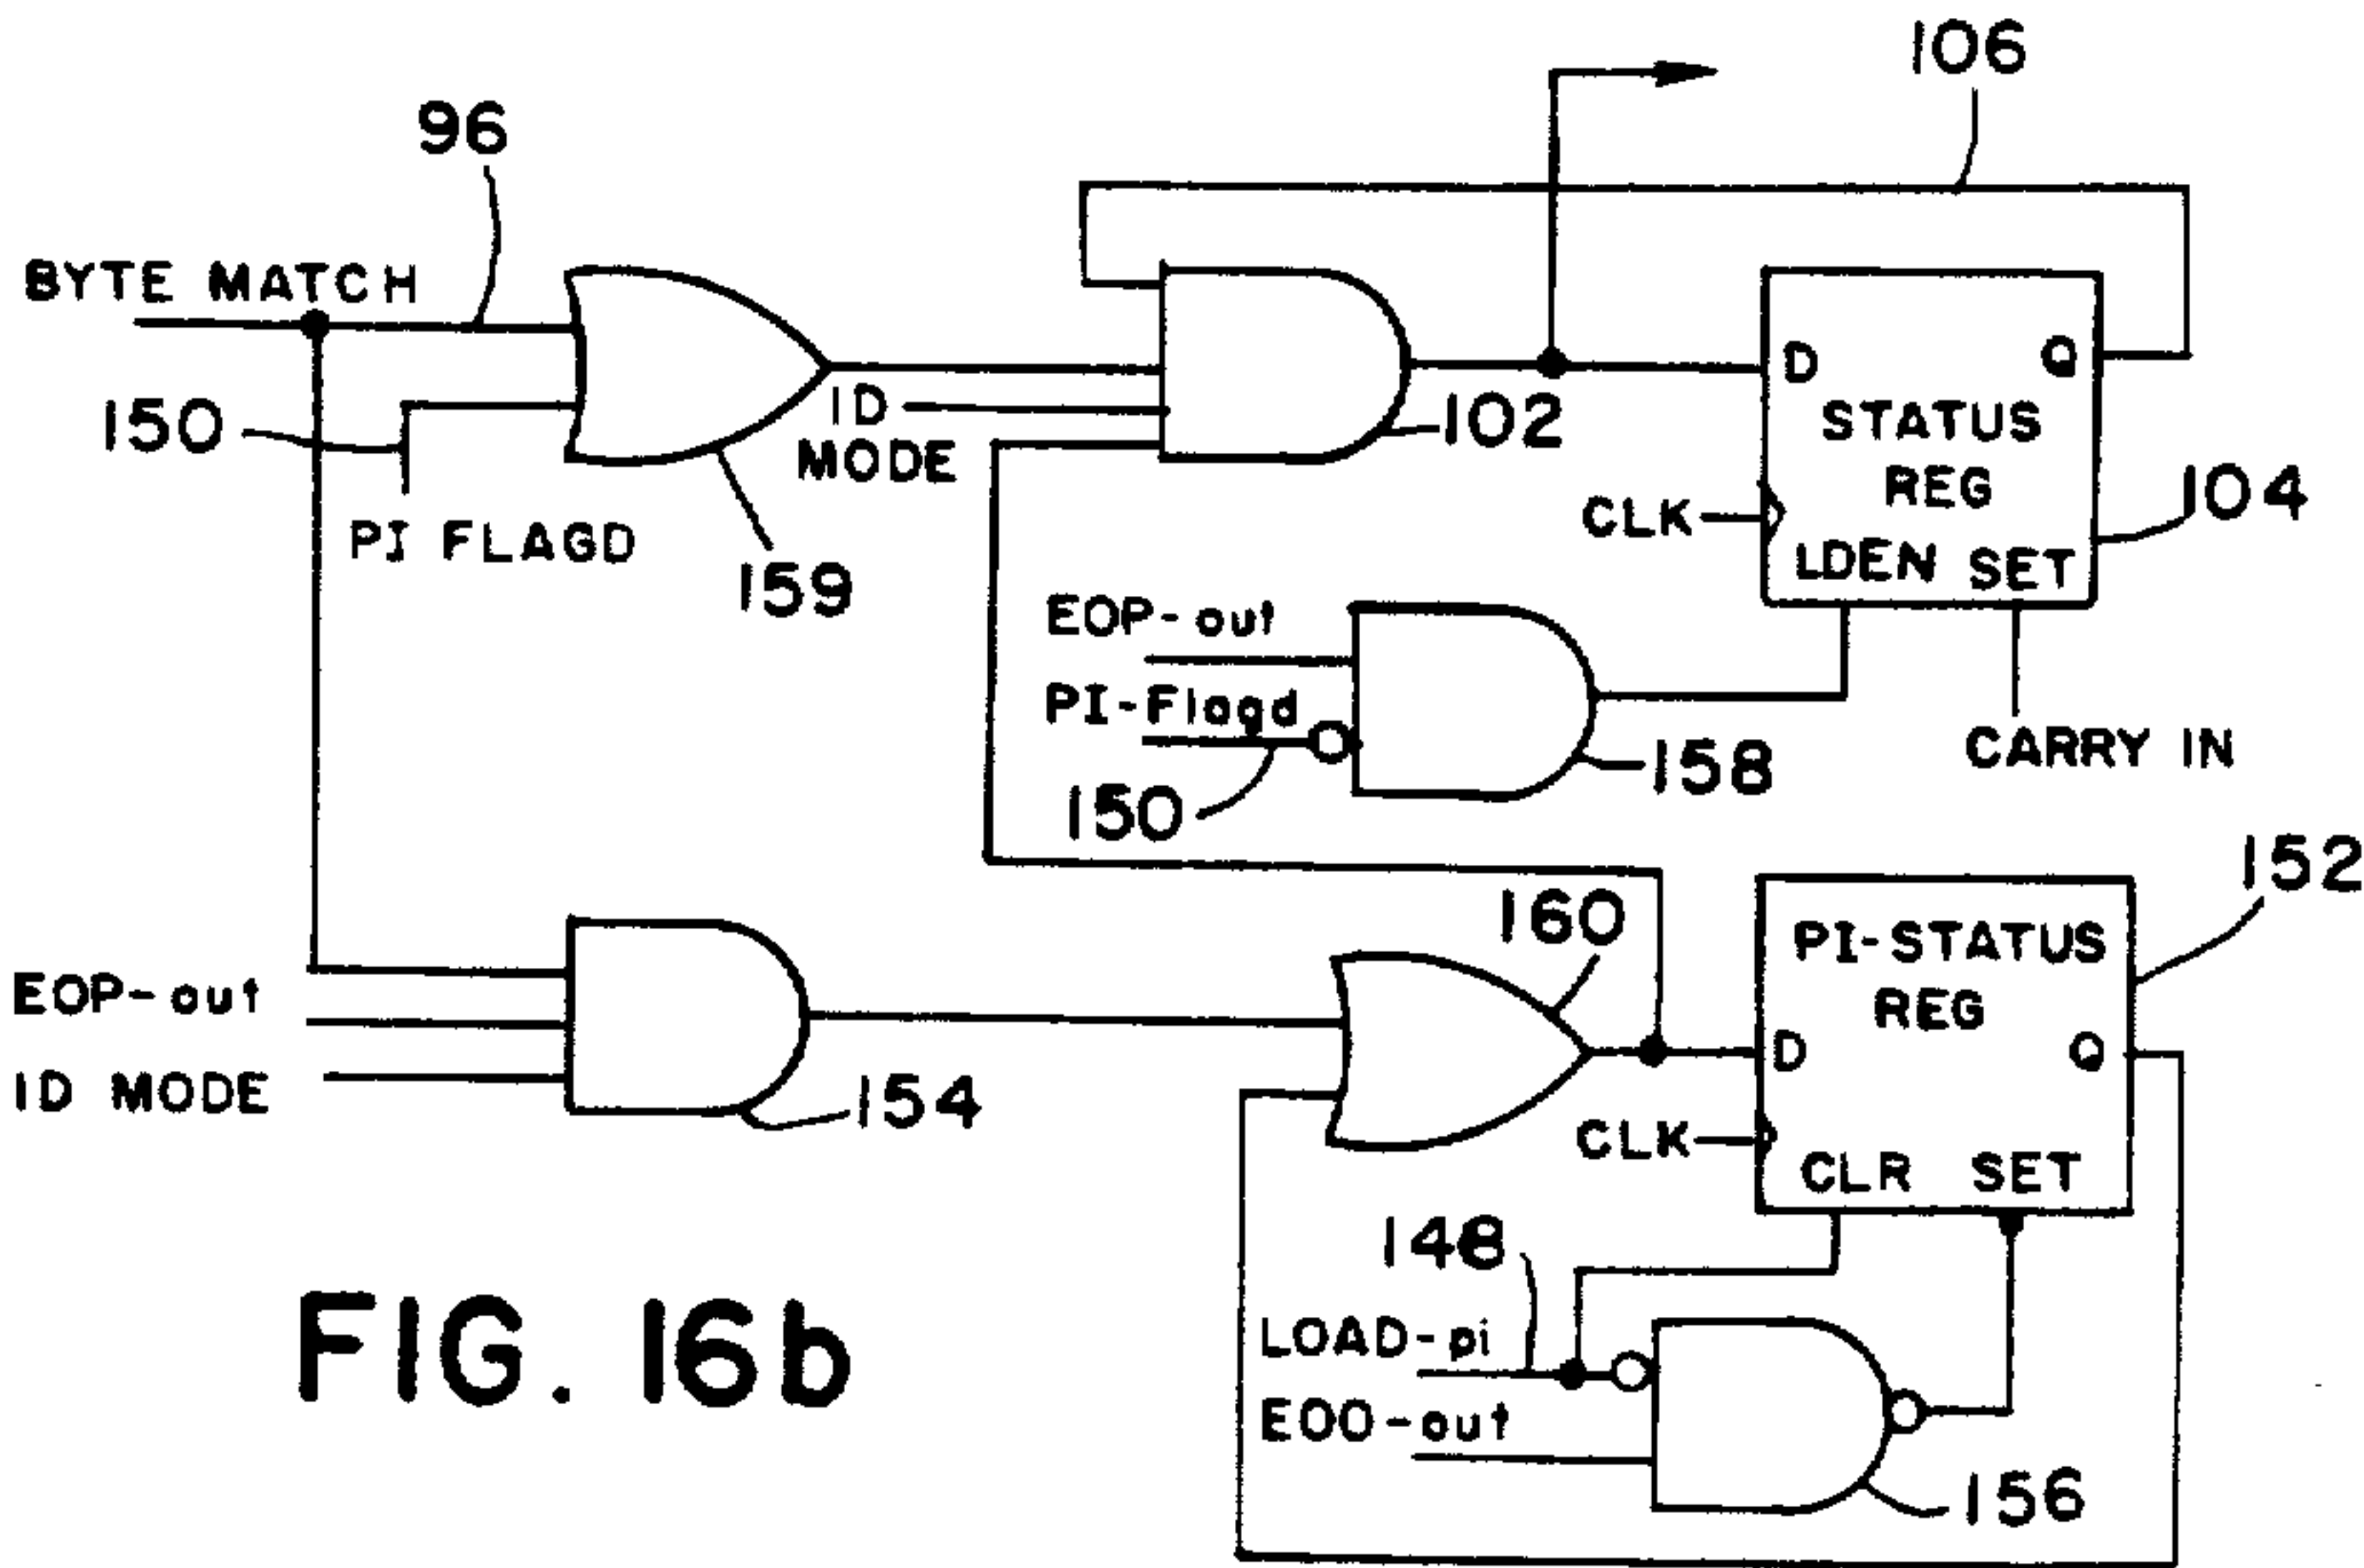 106
96
BYTE MATCH
150
ID
MODE
102
D
Q
STATUS
REG
CLK
104
LDEN SET
PI FLAGD
159
EOP-out
PI-Flagd
150
158
CARRY IN
152
160
PI-STATUS
REG
EOP-out
D
Q
ID MODE
154
CLK
CLR SET
148
LOAD-pi
EOO-out
156
FIG. 16b